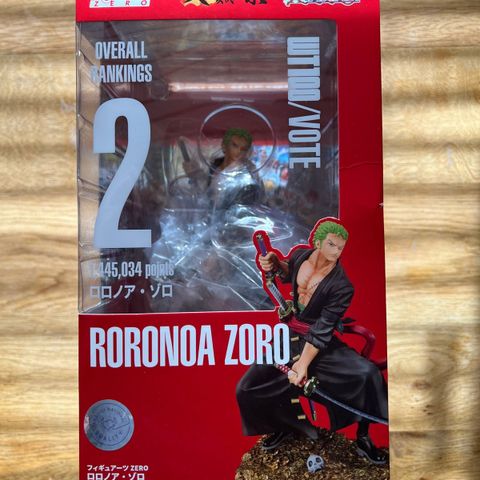 ZERO
OVERALL
RANKINGS
2
1,145,034 points
ロロノア・ゾロ
WT100/VOTE
RORONOA ZORO
フィギュアーツ ZERO
ロロノア・ゾロ